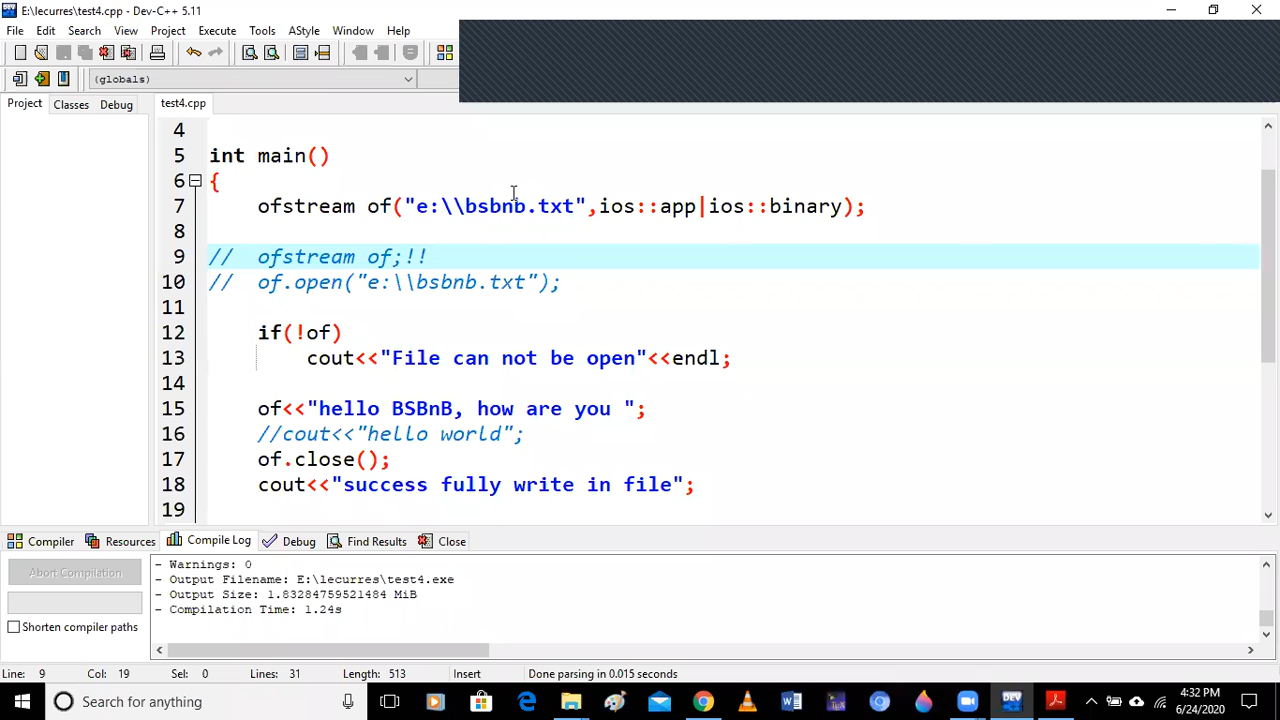 E:\lecurres\test4.cpp - Dev-C++ 5.11
File Edit Search View Project Execute Tools AStyle Window Help
(globals)
Project Classes Debug test4.cpp
4
5 int main()
6 {
7 ofstream of("e:\\bsbnb.txt",ios::app|ios::binary);
8
9 // ofstream of;!!
10 // of.open("e:\\bsbnb.txt");
11
12 if(!of)
13 cout<<"File can not be open"<<endl;
14
15 of<<"hello BSBnB, how are you ";
16 //cout<<"hello world";
17 of.close();
18 cout<<"success fully write in file";
19
Compiler Resources Compile Log Debug Find Results Close
Abort Compilation
Shorten compiler paths
- Warnings: 0
- Output Filename: E:\lecurres\test4.exe
- Output Size: 1.83284759521484 MiB
- Compilation Time: 1.24s
Line: 9 Col: 19 Sel: 0 Lines: 31 Length: 513 Insert Done parsing in 0.015 seconds
Search for anything
DEV
4:32 PM
6/24/2020